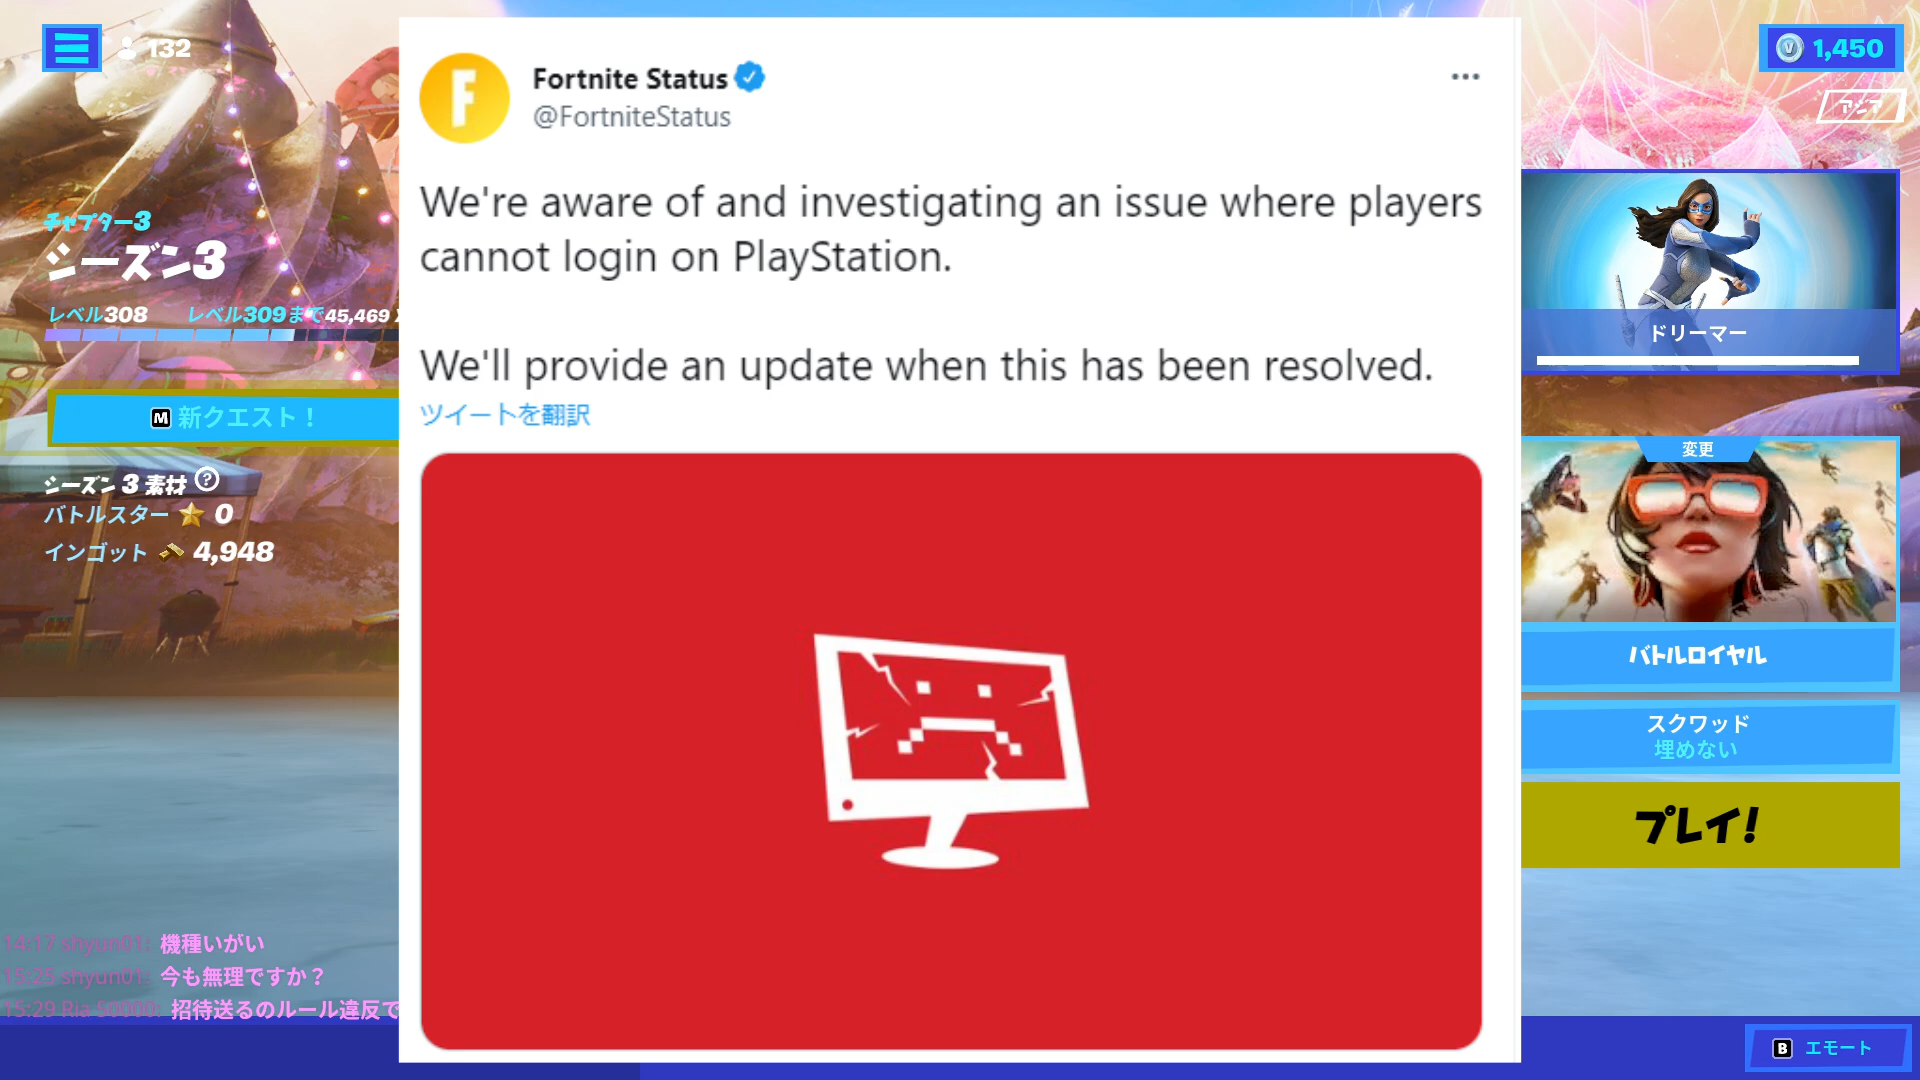 132
チャプター3
シーズン3
レベル308 レベル309まで45,469
M 新クエスト！
シーズン 3 素材 ?
バトルスター 0
インゴット 4,948
14:17 shyun01: 機種いがい
15:25 shyun01: 今も無理ですか？
15:29 Ria 50000: 招待送るのルール違反で
F
Fortnite Status
@FortniteStatus
We're aware of and investigating an issue where players
cannot login on PlayStation.
We'll provide an update when this has been resolved.
ツイートを翻訳
V 1,450
アジア
ドリーマー
変更
バトルロイヤル
スクワッド
埋めない
プレイ!
B エモート